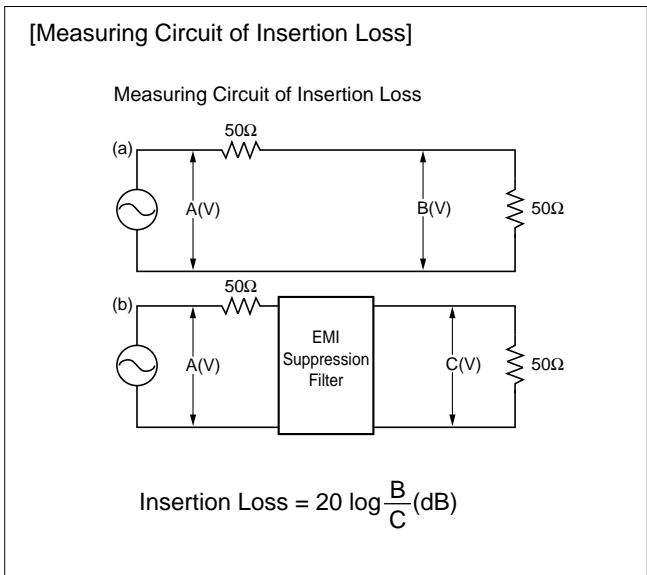 [Measuring Circuit of Insertion Loss]
Measuring Circuit of Insertion Loss
50Ω
(a)
A(V)
B(V)
50Ω
50Ω
(b)
A(V)
EMI
Suppression
Filter
C(V)
50Ω
Insertion Loss = 20 log B/C (dB)